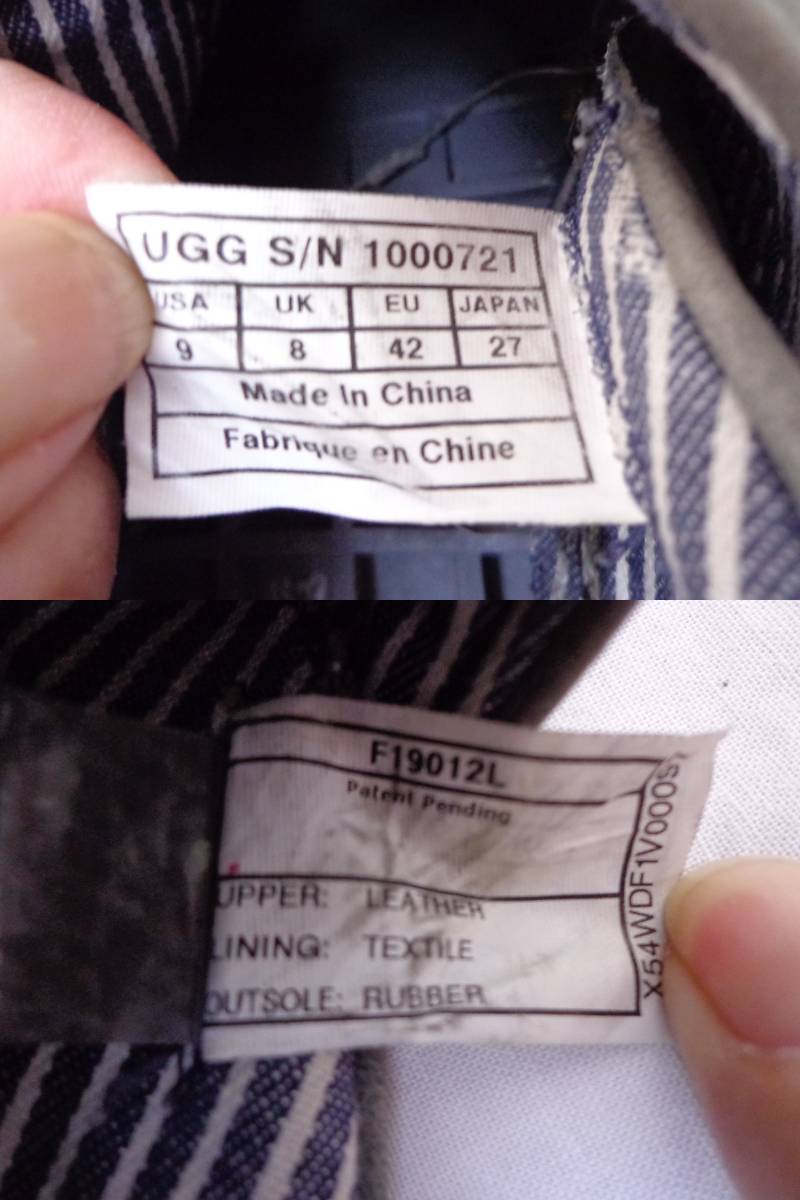 UGG S/N 1000721
USA UK EU JAPAN
9 8 42 27
Made In China
Fabrique en Chine
F19012L
Patent Pending
UPPER: LEATHER
LINING: TEXTILE
OUTSOLE: RUBBER
X54WDF1V000S